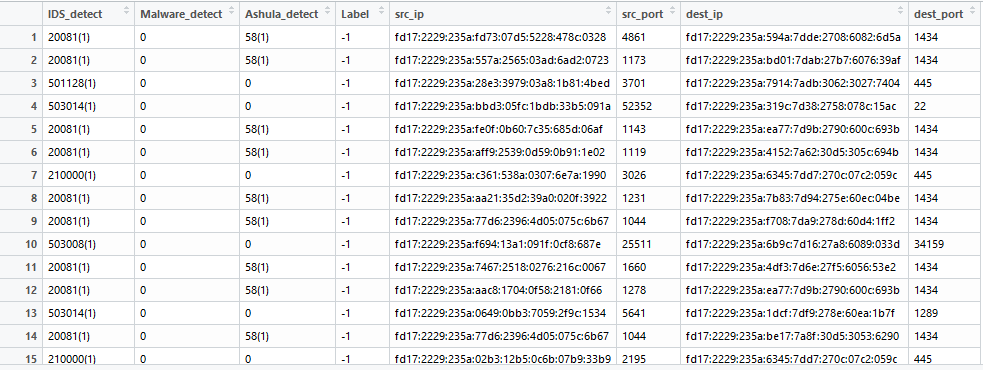 IDS_detect Malware_detect Ashula_detect Label src_ip src_port dest_ip dest_port
1 20081(1) 0 58(1) -1 fd17:2229:235a:fd73:07d5:5228:478c:0328 4861 fd17:2229:235a:594a:7dde:2708:6082:6d5a 1434
2 20081(1) 0 58(1) -1 fd17:2229:235a:557a:2565:03ad:6ad2:0723 1173 fd17:2229:235a:bd01:7dab:27b7:6076:39af 1434
3 501128(1) 0 0 -1 fd17:2229:235a:28e3:3979:03a8:1b81:4bed 3701 fd17:2229:235a:7914:7adb:3062:3027:7404 445
4 503014(1) 0 0 -1 fd17:2229:235a:bbd3:05fc:1bdb:33b5:091a 52352 fd17:2229:235a:319c:7d38:2758:078c:15ac 22
5 20081(1) 0 58(1) -1 fd17:2229:235a:fe0f:0b60:7c35:685d:06af 1143 fd17:2229:235a:ea77:7d9b:2790:600c:693b 1434
6 20081(1) 0 58(1) -1 fd17:2229:235a:aff9:2539:0d59:0b91:1e02 1119 fd17:2229:235a:4152:7a62:30d5:305c:694b 1434
7 210000(1) 0 0 -1 fd17:2229:235a:c361:538a:0307:6e7a:1990 3026 fd17:2229:235a:6345:7dd7:270c:07c2:059c 445
8 20081(1) 0 58(1) -1 fd17:2229:235a:aa21:35d2:39a0:020f:3922 1231 fd17:2229:235a:7b83:7d94:275e:60ec:04be 1434
9 20081(1) 0 58(1) -1 fd17:2229:235a:77d6:2396:4d05:075c:6b67 1044 fd17:2229:235a:f708:7da9:278d:60d4:1ff2 1434
10 503008(1) 0 0 -1 fd17:2229:235a:f694:13a1:091f:0cf8:687e 25511 fd17:2229:235a:6b9c:7d16:27a8:6089:033d 34159
11 20081(1) 0 58(1) -1 fd17:2229:235a:7467:2518:0276:216c:0067 1660 fd17:2229:235a:4df3:7d6e:27f5:6056:53e2 1434
12 20081(1) 0 58(1) -1 fd17:2229:235a:aac8:1704:0f58:2181:0f66 1278 fd17:2229:235a:ea77:7d9b:2790:600c:693b 1434
13 503014(1) 0 0 -1 fd17:2229:235a:0649:0bb3:7059:2f9c:1534 5641 fd17:2229:235a:1dcf:7df9:278e:60ea:1b7f 1289
14 20081(1) 0 58(1) -1 fd17:2229:235a:77d6:2396:4d05:075c:6b67 1044 fd17:2229:235a:be17:7a8f:30d5:3053:6290 1434
15 210000(1) 0 0 -1 fd17:2229:235a:02b3:12b5:0c6b:07b9:33b9 2195 fd17:2229:235a:6345:7dd7:270c:07c2:059c 445